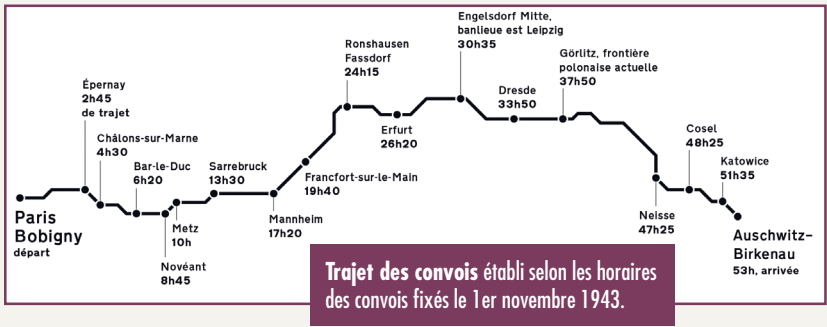 Paris
Bobigny
départ
Épernay
2h45
de trajet
Châlons-sur-Marne
4h30
Bar-le-Duc
6h20
Novéant
8h45
Metz
10h
Sarrebruck
13h30
Mannheim
17h20
Francfort-sur-le-Main
19h40
Ronshausen
Fassdorf
24h15
Erfurt
26h20
Engelsdorf Mitte,
banlieue est Leipzig
30h35
Dresde
33h50
Görlitz, frontière
polonaise actuelle
37h50
Neisse
47h25
Cosel
48h25
Katowice
51h35
Auschwitz–
Birkenau
53h, arrivée
Trajet des convois établi selon les horaires
des convois fixés le 1er novembre 1943.